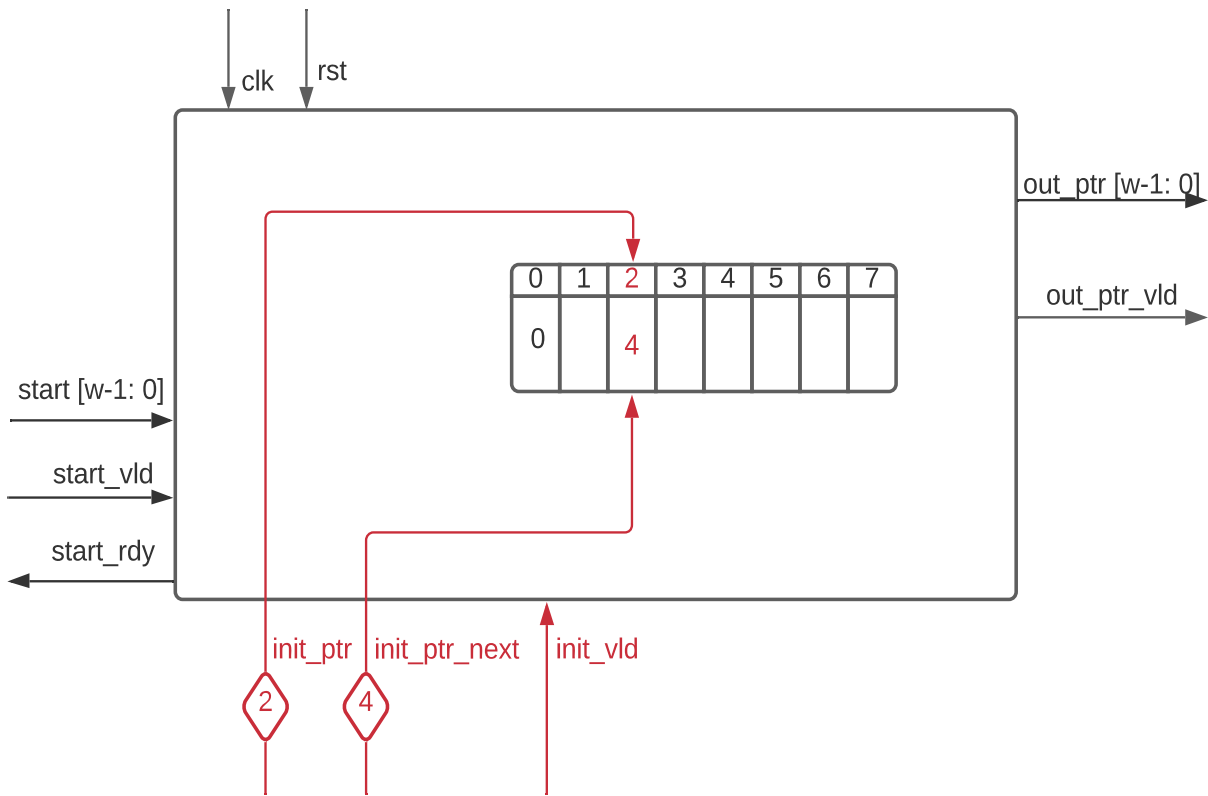 clk
rst
out_ptr [w-1: 0]
0 1 2 3 4 5 6 7
out_ptr_vld
0 4
start [w-1: 0]
start_vld
start_rdy
init_ptr init_ptr_next init_vld
2 4